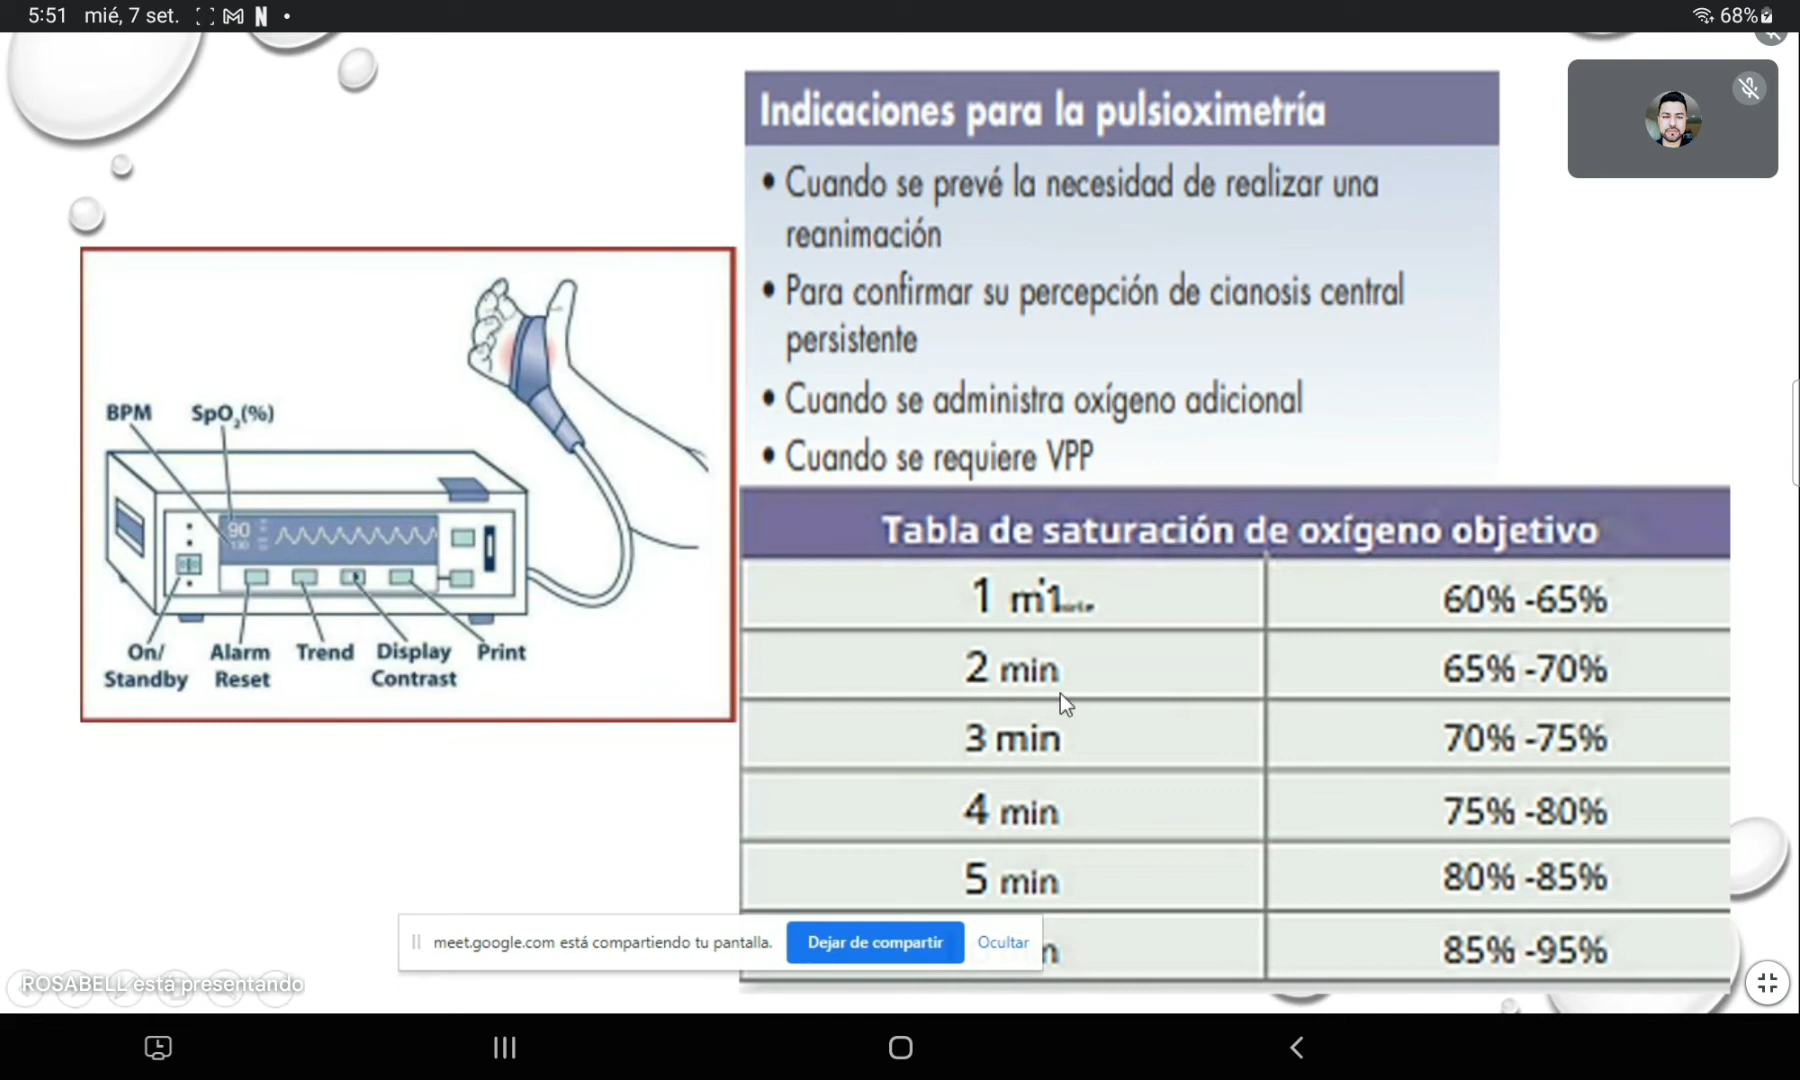 5:51 mié, 7 set.
68%
Indicaciones para la pulsioximetría
• Cuando se prevé la necesidad de realizar una
reanimación
• Para confirmar su percepción de cianosis central
persistente
• Cuando se administra oxígeno adicional
• Cuando se requiere VPP
BPM SpO₂(%)
90
130
On/
Standby
Alarm
Reset
Trend
Display
Contrast
Print
Tabla de saturación de oxígeno objetivo
1 60% -65%
2 min 65% -70%
3 min 70% -75%
4 min 75% -80%
5 min 80% -85%
85% -95%
meet.google.com está compartiendo tu pantalla. Dejar de compartir Ocultar
ROSABELL está presentando